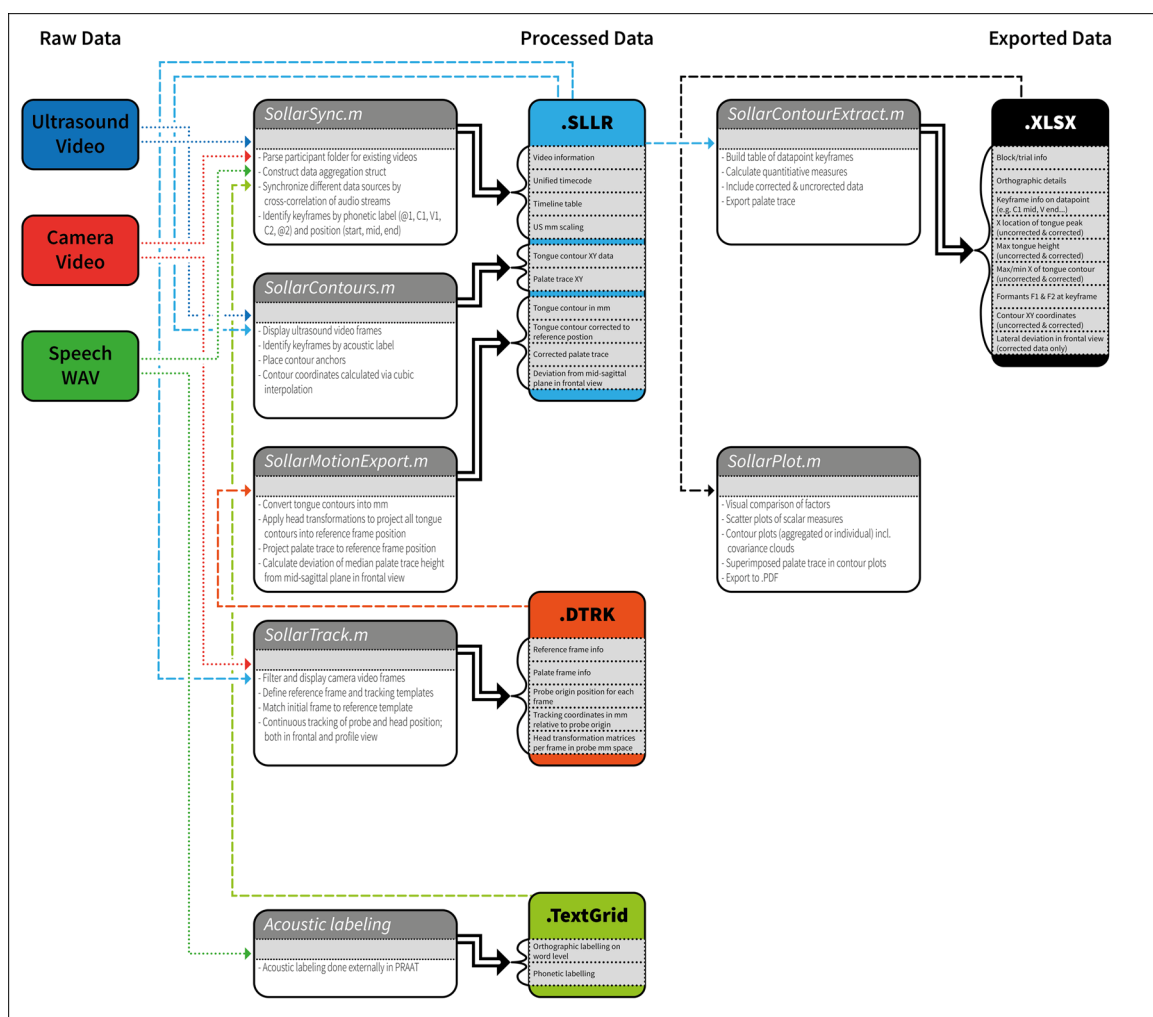 Raw Data
Processed Data
Exported Data
Ultrasound
Video
Camera
Video
Speech
WAV
SollarSync.m
- Parse participant folder for existing videos
- Construct data aggregation struct
- Synchronize different data sources by
cross-correlation of audio streams
- Identify keyframes by phonetic label (@1, C1, V1,
C2, @2) and position (start, mid, end)
SollarContours.m
- Display ultrasound video frames
- Identify keyframes by acoustic label
- Place contour anchors
- Contour coordinates calculated via cubic
interpolation
SollarMotionExport.m
- Convert tongue contours into mm
- Apply head transformations to project all tongue
contours into reference frame position
- Project palate trace to reference frame position
- Calculate deviation of median palate trace height
from mid-sagittal plane in frontal view
SollarTrack.m
- Filter and display camera video frames
- Define reference frame and tracking templates
- Match initial frame to reference template
- Continuous tracking of probe and head position;
both in frontal and profile view
Acoustic labeling
- Acoustic labeling done externally in PRAAT
.SLLR
Video information
Unified timecode
Timeline table
US mm scaling
Tongue contour XY data
Palate trace XY
Tongue contour in mm
Tongue contour corrected to
reference postion
Corrected palate trace
Deviation from mid-sagittal
plane in frontal view
.DTRK
Reference frame info
Palate frame info
Probe origin position for each
frame
Tracking coordinates in mm
relative to probe origin
Head transformation matrices
per frame in probe mm space
.TextGrid
Orthographic labelling on
word level
Phonetic labelling
SollarContourExtract.m
- Build table of datapoint keyframes
- Calculate quantitiative measures
- Include corrected & uncrorected data
- Export palate trace
SollarPlot.m
- Visual comparison of factors
- Scatter plots of scalar measures
- Contour plots (aggregated or individual) incl.
covariance clouds
- Superimposed palate trace in contour plots
- Export to .PDF
.XLSX
Block/trial info
Orthographic details
Keyframe info on datapoint
(e.g. C1 mid, V end...)
X location of tongue peak
(uncorrected & corrected)
Max tongue height
(uncorrected & corrected)
Max/min X of tongue contour
(uncorrected & corrected)
Formants F1 & F2 at keyframe
Contour XY coordinates
(uncorrected & corrected)
Lateral deviation in frontal view
(corrected data only)